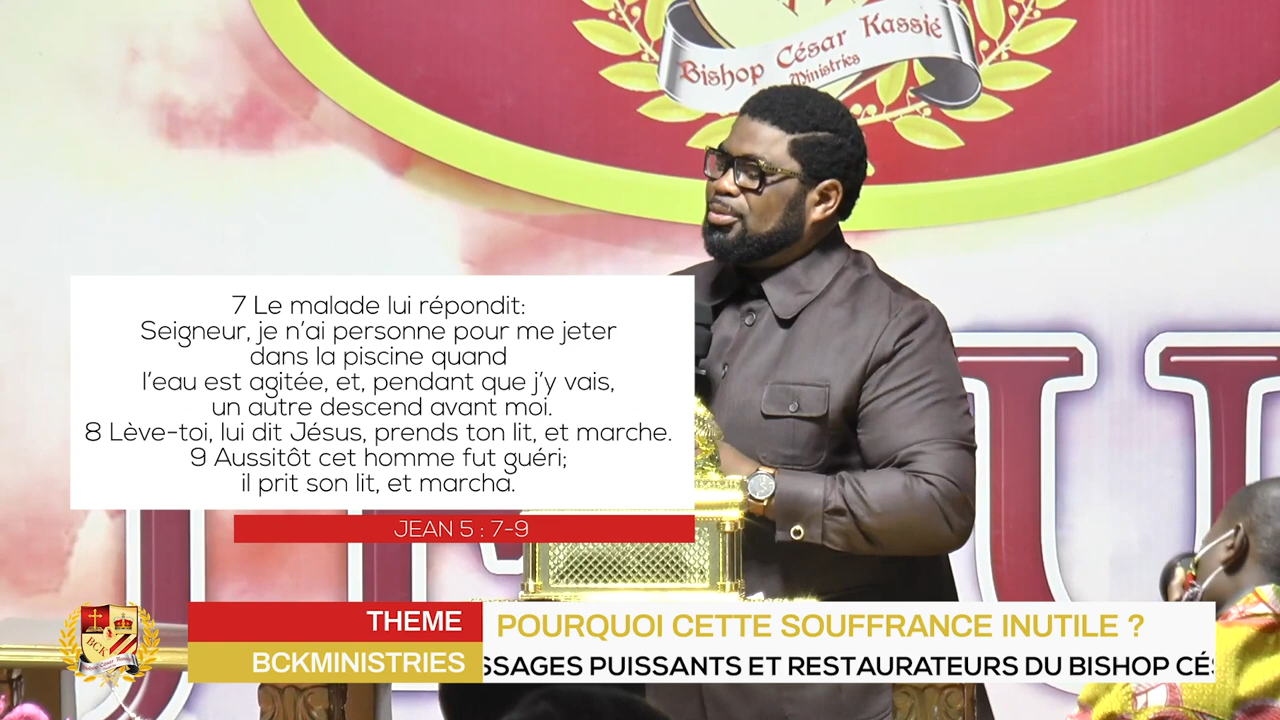 Bishop César Kassié
Ministries
7 Le malade lui répondit:
Seigneur, je n'ai personne pour me jeter
dans la piscine quand
l'eau est agitée, et, pendant que j'y vais,
un autre descend avant moi.
8 Lève-toi, lui dit Jésus, prends ton lit, et marche.
9 Aussitôt cet homme fut guéri;
il prit son lit, et marcha.
JEAN 5 : 7-9
THEME
POURQUOI CETTE SOUFFRANCE INUTILE ?
BCKMINISTRIES
SSAGES PUISSANTS ET RESTAURATEURS DU BISHOP CÉS
BCK